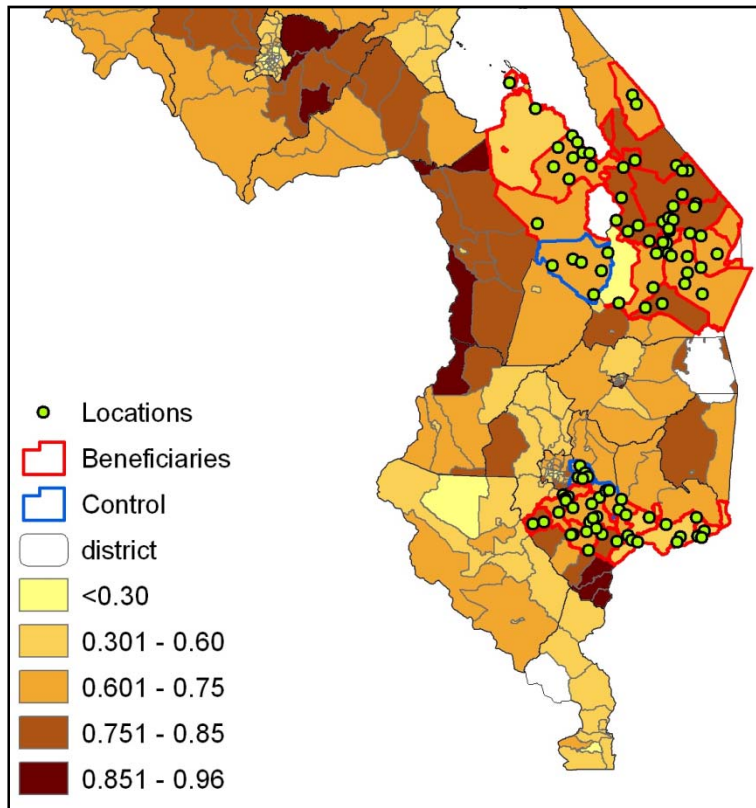 Locations
Beneficiaries
Control
district
<0.30
0.301 - 0.60
0.601 - 0.75
0.751 - 0.85
0.851 - 0.96